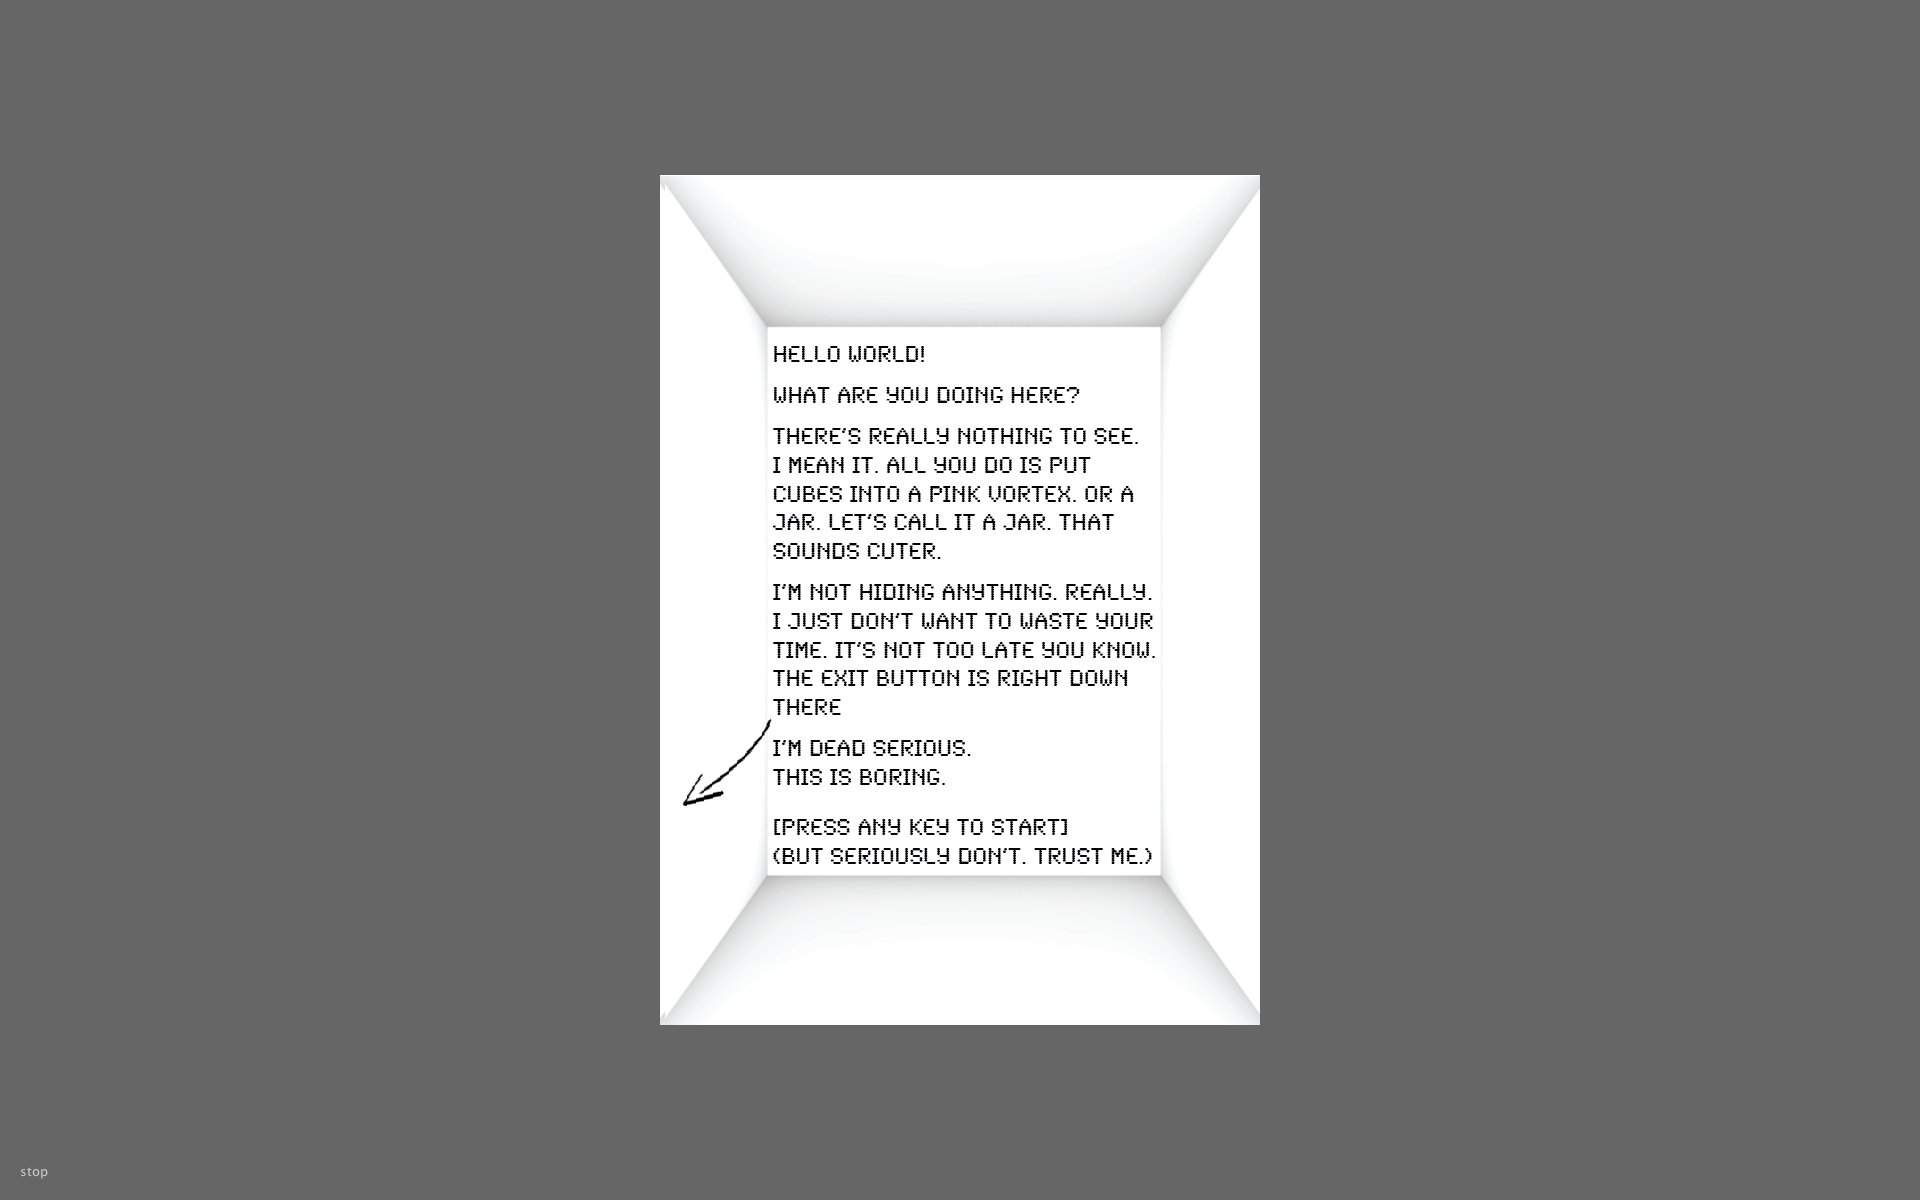 HELLO WORLD!
WHAT ARE YOU DOING HERE?
THERE'S REALLY NOTHING TO SEE.
I MEAN IT. ALL YOU DO IS PUT
CUBES INTO A PINK VORTEX. OR A
JAR. LET'S CALL IT A JAR. THAT
SOUNDS CUTER.
I'M NOT HIDING ANYTHING. REALLY.
I JUST DON'T WANT TO WASTE YOUR
TIME. IT'S NOT TOO LATE YOU KNOW.
THE EXIT BUTTON IS RIGHT DOWN
THERE
I'M DEAD SERIOUS.
THIS IS BORING.
[PRESS ANY KEY TO START]
(BUT SERIOUSLY DON'T. TRUST ME.)
stop